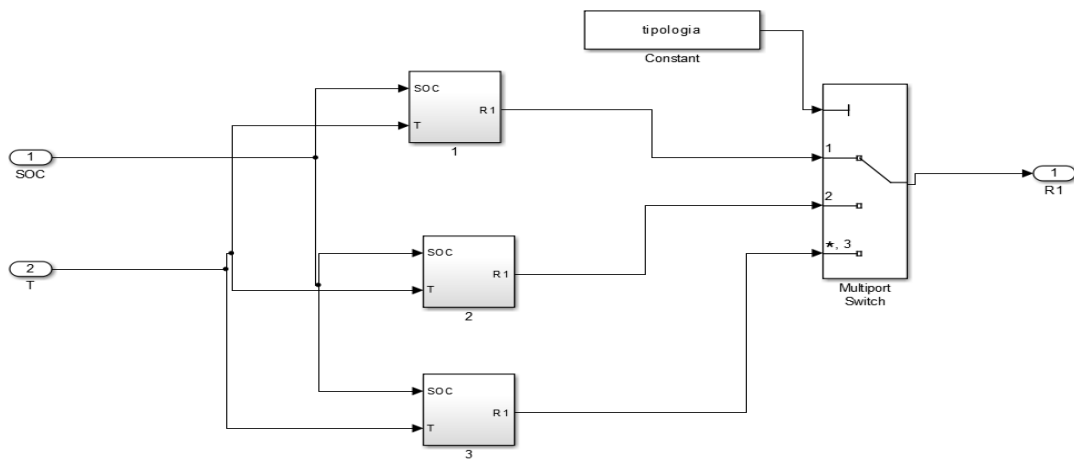 tipologia
Constant
SOC
R1
T
1
1
SOC
1
2
1
R1
2
T
*, 3
SOC
R1
T
2
Multiport
Switch
SOC
R1
T
3